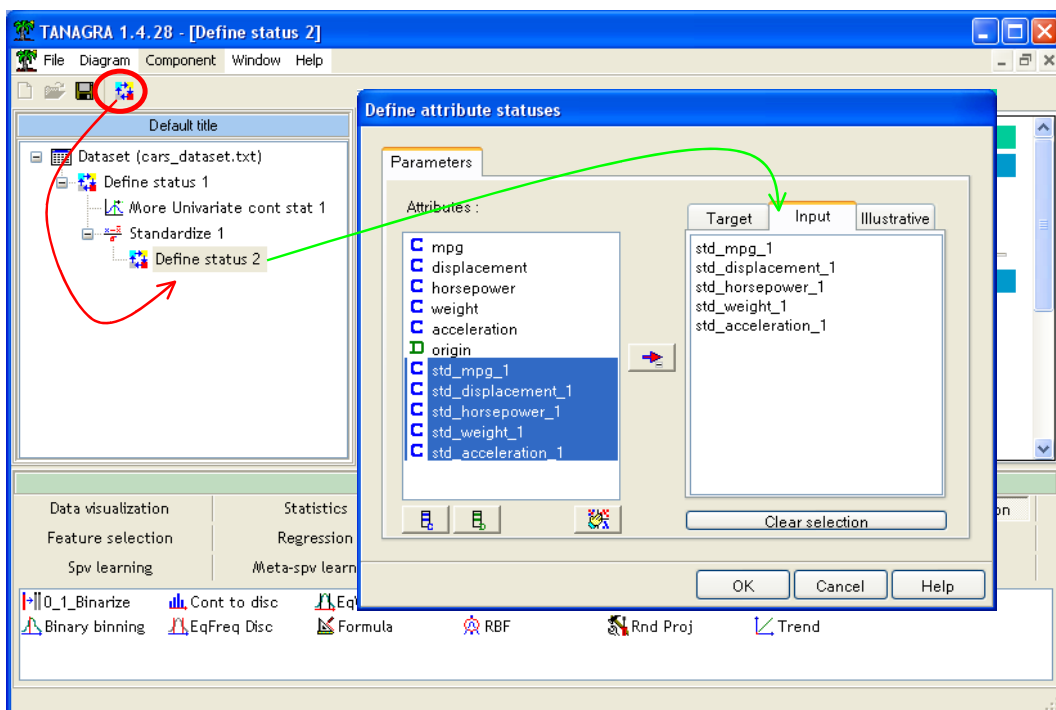 TANAGRA 1.4.28 - [Define status 2]
File Diagram Component Window Help
Default title
Dataset (cars_dataset.txt)
Define status 1
More Univariate cont stat 1
Standardize 1
Define status 2
Define attribute statuses
Parameters
Attributes :
C mpg
C displacement
C horsepower
C weight
C acceleration
D origin
C std_mpg_1
C std_displacement_1
C std_horsepower_1
C std_weight_1
C std_acceleration_1
Target Input Illustrative
std_mpg_1
std_displacement_1
std_horsepower_1
std_weight_1
std_acceleration_1
Clear selection
OK Cancel Help
Data visualization Statistics
Feature selection Regression
Spv learning Meta-spv learn
0_1_Binarize Cont to disc
Binary binning EqFreq Disc Formula RBF Rnd Proj Trend